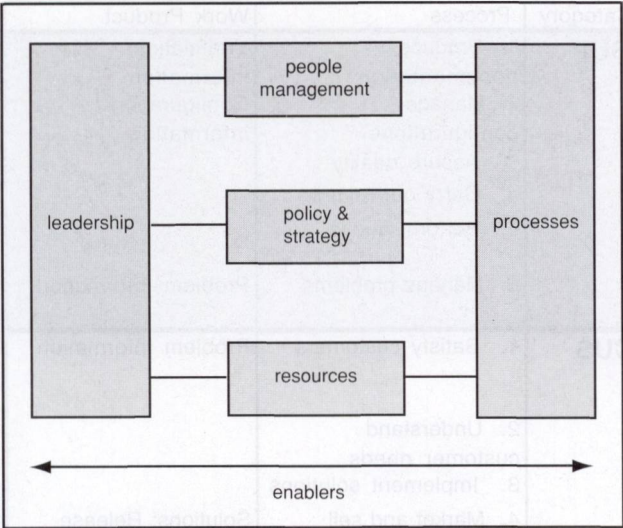 people
management
leadership
policy &
strategy
processes
resources
enablers